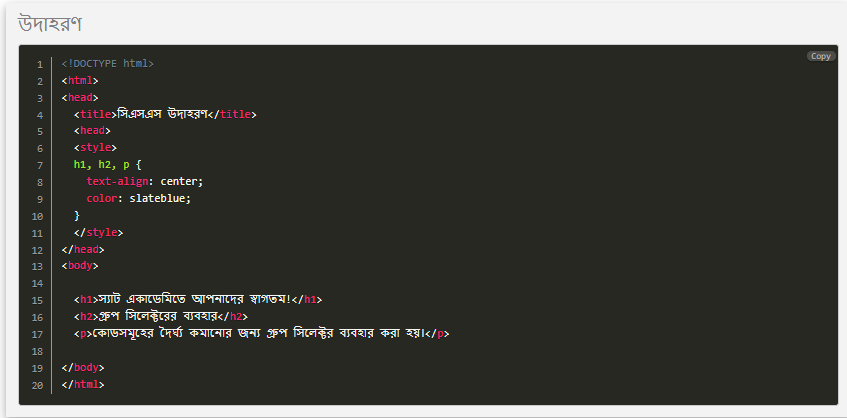 উদাহরণ
Copy
1 <!DOCTYPE html>
2 <html>
3 <head>
4   <title>সিএসএস উদাহরণ</title>
5   <head>
6   <style>
7   h1, h2, p {
8     text-align: center;
9     color: slateblue;
10   }
11   </style>
12 </head>
13 <body>
14
15   <h1>স্যাট একাডেমিতে আপনাদের স্বাগতম!</h1>
16   <h2>গ্রুপ সিলেক্টরের ব্যবহার</h2>
17   <p>কোডসমূহের দৈর্ঘ্য কমানোর জন্য গ্রুপ সিলেক্টর ব্যবহার করা হয়।</p>
18
19 </body>
20 </html>